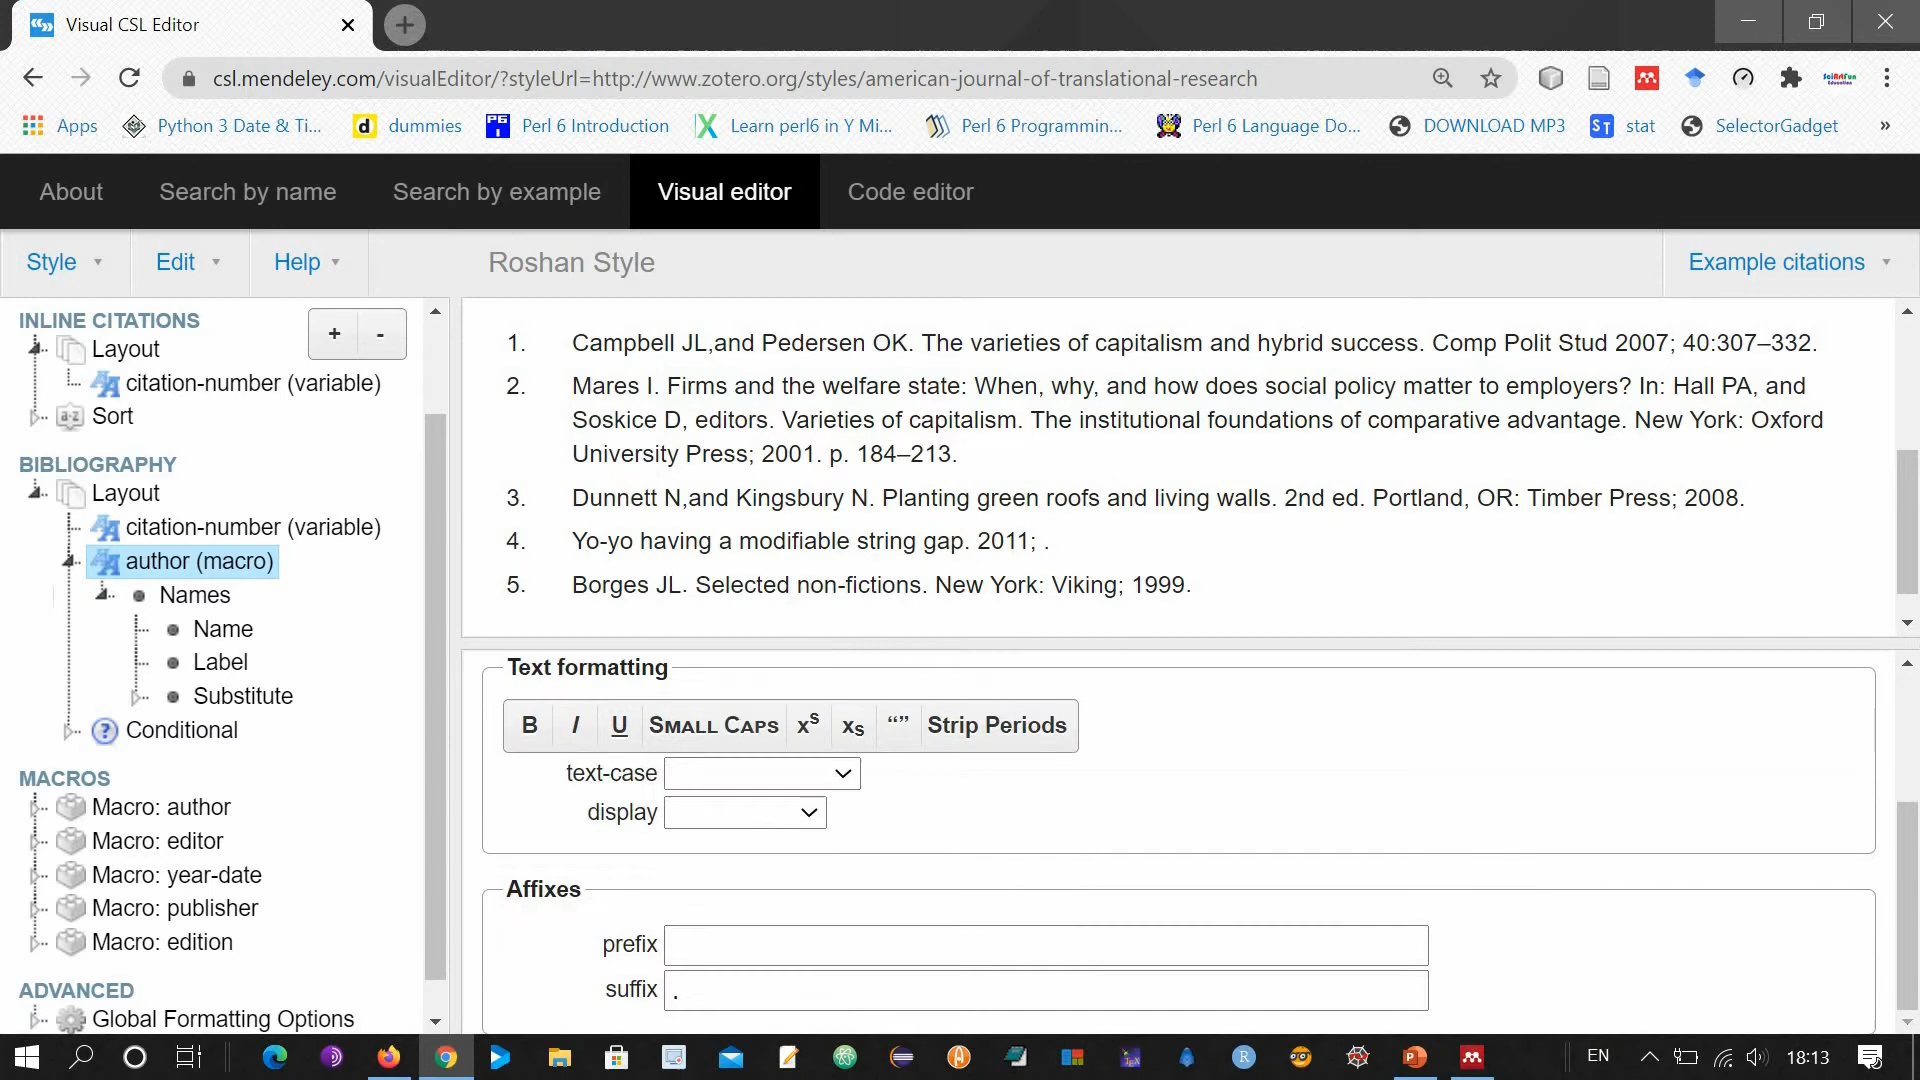 Visual CSL Editor
csl.mendeley.com/visualEditor/?styleUrl=http://www.zotero.org/styles/american-journal-of-translational-research
Apps Python 3 Date & Ti... dummies Perl 6 Introduction Learn perl6 in Y Mi... Perl 6 Programmin... Perl 6 Language Do... DOWNLOAD MP3 ST stat SelectorGadget »
About Search by name Search by example Visual editor Code editor
Style Edit Help Roshan Style Example citations
INLINE CITATIONS
+ -
Layout
citation-number (variable)
Sort
BIBLIOGRAPHY
Layout
citation-number (variable)
author (macro)
Names
Name
Label
Substitute
Conditional
MACROS
Macro: author
Macro: editor
Macro: year-date
Macro: publisher
Macro: edition
ADVANCED
Global Formatting Options
1. Campbell JL,and Pedersen OK. The varieties of capitalism and hybrid success. Comp Polit Stud 2007; 40:307–332.
2. Mares I. Firms and the welfare state: When, why, and how does social policy matter to employers? In: Hall PA, and
Soskice D, editors. Varieties of capitalism. The institutional foundations of comparative advantage. New York: Oxford
University Press; 2001. p. 184–213.
3. Dunnett N,and Kingsbury N. Planting green roofs and living walls. 2nd ed. Portland, OR: Timber Press; 2008.
4. Yo-yo having a modifiable string gap. 2011; .
5. Borges JL. Selected non-fictions. New York: Viking; 1999.
Text formatting
B I U SMALL CAPS xS xS “” Strip Periods
text-case
display
Affixes
prefix
suffix .
EN 18:13